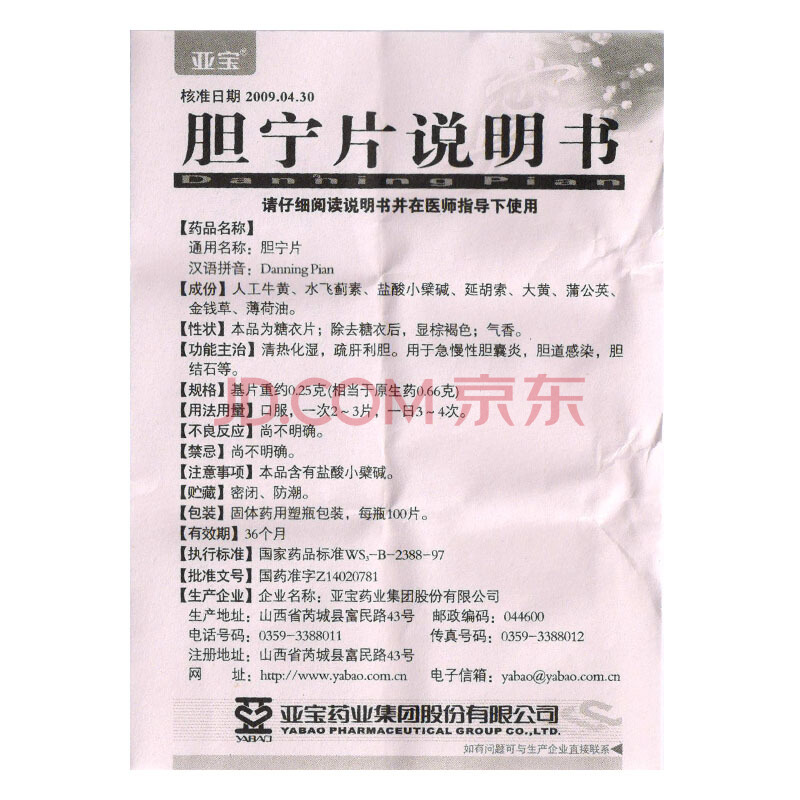 亚宝®
核准日期 2009.04.30
胆宁片说明书
Danning Pian
请仔细阅读说明书并在医师指导下使用
【药品名称】
通用名称：胆宁片
汉语拼音：Danning Pian
【成份】人工牛黄、水飞蓟素、盐酸小檗碱、延胡索、大黄、蒲公英、
金钱草、薄荷油。
【性状】本品为糖衣片；除去糖衣后，显棕褐色；气香。
【功能主治】清热化湿，疏肝利胆。用于急慢性胆囊炎，胆道感染，胆
结石等。
【规格】基片重约0.25克(相当于原生药0.66克)
JD.COM 京东
【用法用量】口服，一次2～3片，一日3～4次。
【不良反应】尚不明确。
【禁忌】尚不明确。
【注意事项】本品含有盐酸小檗碱。
【贮藏】密闭、防潮。
【包装】固体药用塑瓶包装，每瓶100片。
【有效期】36个月
【执行标准】国家药品标准WS₃-B-2388-97
【批准文号】国药准字Z14020781
【生产企业】企业名称：亚宝药业集团股份有限公司
生产地址：山西省芮城县富民路43号 邮政编码：044600
电话号码：0359-3388011 传真号码：0359-3388012
注册地址：山西省芮城县富民路43号
网 址：http://www.yabao.com.cn 电子信箱：yabao@yabao.com.cn
亚宝药业集团股份有限公司
YABAO YABAO PHARMACEUTICAL GROUP CO.,LTD.
如有问题可与生产企业直接联系